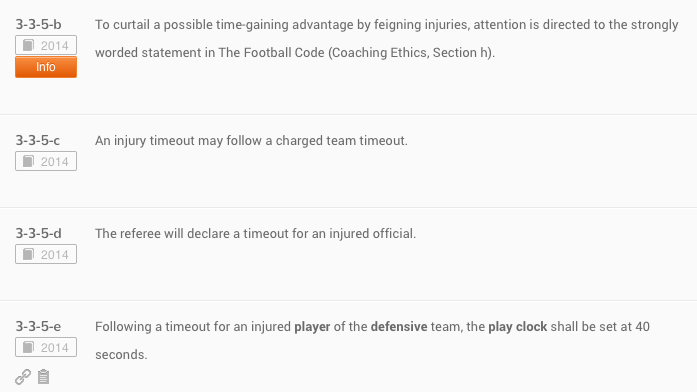 3-3-5-b
2014
Info
To curtail a possible time-gaining advantage by feigning injuries, attention is directed to the strongly
worded statement in The Football Code (Coaching Ethics, Section h).
3-3-5-c
2014
An injury timeout may follow a charged team timeout.
3-3-5-d
2014
The referee will declare a timeout for an injured official.
3-3-5-e
2014
Following a timeout for an injured player of the defensive team, the play clock shall be set at 40
seconds.